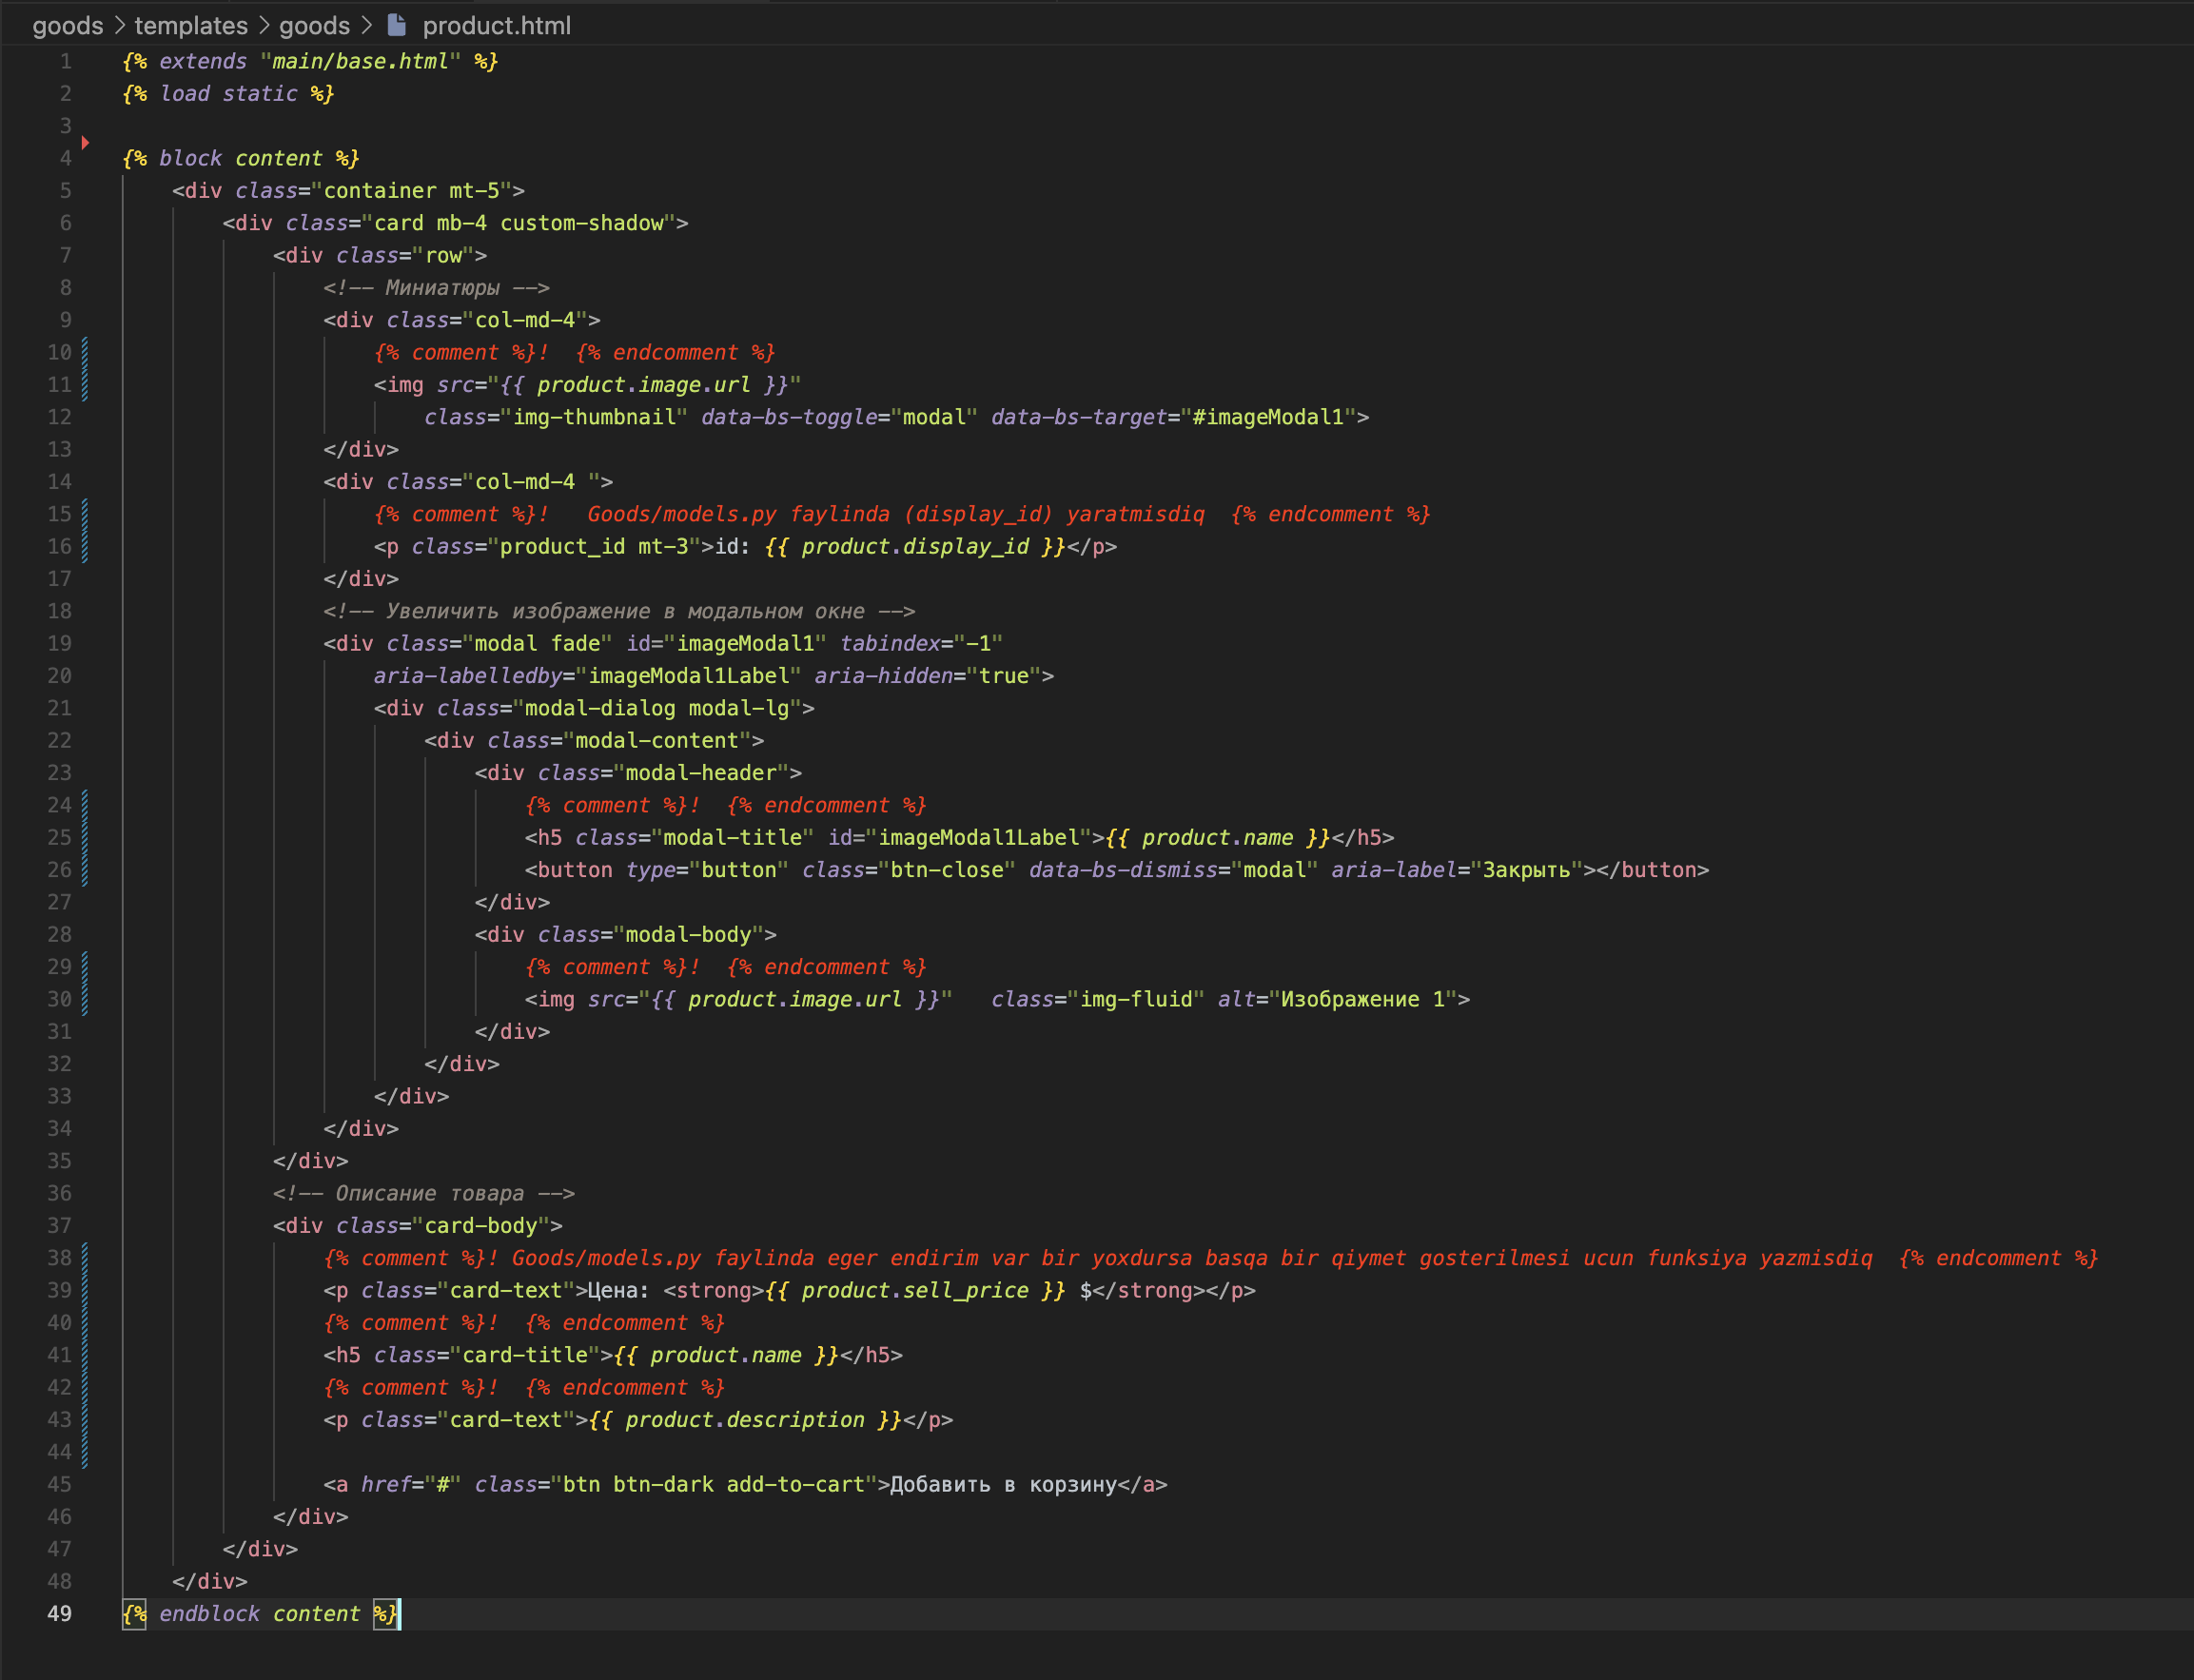 goods > templates > goods > product.html
1 {% extends "main/base.html" %}
2 {% load static %}
3
4 {% block content %}
5     <div class="container mt-5">
6         <div class="card mb-4 custom-shadow">
7             <div class="row">
8                 <!-- Миниатюры -->
9                 <div class="col-md-4">
10                     {% comment %}!  {% endcomment %}
11                     <img src="{{ product.image.url }}"
12                         class="img-thumbnail" data-bs-toggle="modal" data-bs-target="#imageModal1">
13                 </div>
14                 <div class="col-md-4 ">
15                     {% comment %}!   Goods/models.py faylinda (display_id) yaratmisdiq  {% endcomment %}
16                     <p class="product_id mt-3">id: {{ product.display_id }}</p>
17                 </div>
18                 <!-- Увеличить изображение в модальном окне -->
19                 <div class="modal fade" id="imageModal1" tabindex="-1"
20                     aria-labelledby="imageModal1Label" aria-hidden="true">
21                     <div class="modal-dialog modal-lg">
22                         <div class="modal-content">
23                             <div class="modal-header">
24                                 {% comment %}!  {% endcomment %}
25                                 <h5 class="modal-title" id="imageModal1Label">{{ product.name }}</h5>
26                                 <button type="button" class="btn-close" data-bs-dismiss="modal" aria-label="Закрыть"></button>
27                             </div>
28                             <div class="modal-body">
29                                 {% comment %}!  {% endcomment %}
30                                 <img src="{{ product.image.url }}"   class="img-fluid" alt="Изображение 1">
31                             </div>
32                         </div>
33                     </div>
34                 </div>
35             </div>
36             <!-- Описание товара -->
37             <div class="card-body">
38                 {% comment %}! Goods/models.py faylinda eger endirim var bir yoxdursa basqa bir qiymet gosterilmesi ucun funksiya yazmisdiq  {% endcomment %}
39                 <p class="card-text">Цена: <strong>{{ product.sell_price }} $</strong></p>
40                 {% comment %}!  {% endcomment %}
41                 <h5 class="card-title">{{ product.name }}</h5>
42                 {% comment %}!  {% endcomment %}
43                 <p class="card-text">{{ product.description }}</p>
44
45                 <a href="#" class="btn btn-dark add-to-cart">Добавить в корзину</a>
46             </div>
47         </div>
48     </div>
49 {% endblock content %}